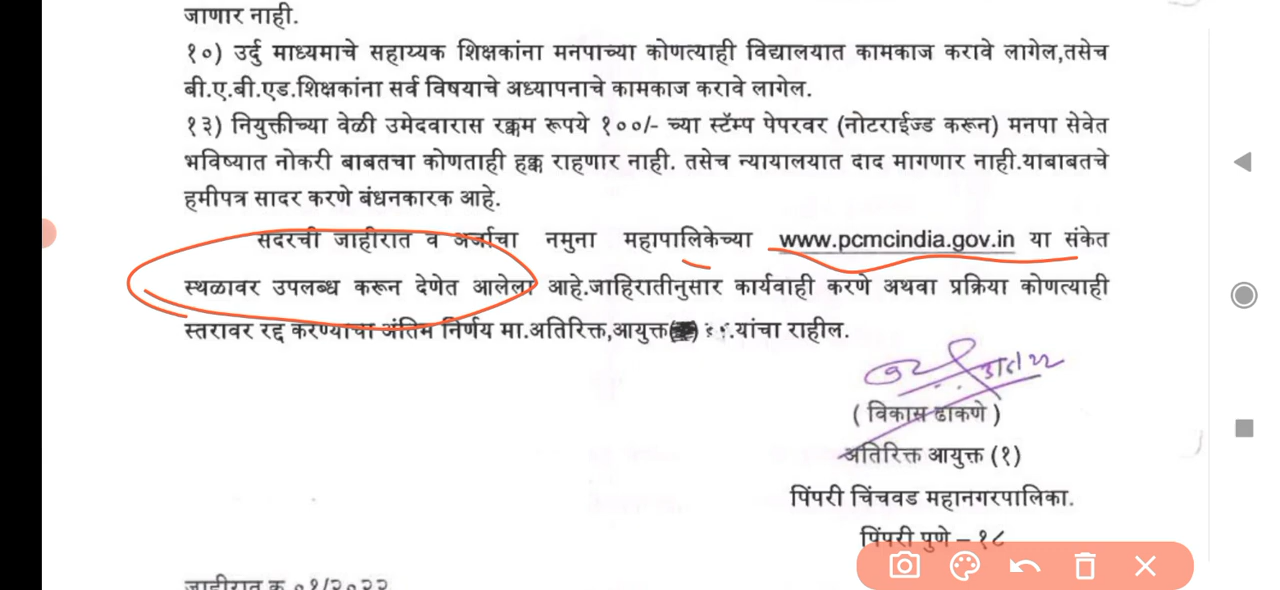 जाणार नाही.
१०) उर्दु माध्यमाचे सहाय्यक शिक्षकांना मनपाच्या कोणत्याही विद्यालयात कामकाज करावे लागेल,तसेच
बी.ए.बी.एड.शिक्षकांना सर्व विषयाचे अध्यापनाचे कामकाज करावे लागेल.
१३) नियुक्तीच्या वेळी उमेदवारास रक्कम रूपये १००/- च्या स्टॅम्प पेपरवर (नोटराईज्ड करून) मनपा सेवेत
भविष्यात नोकरी बाबतचा कोणताही हक्क राहणार नाही. तसेच न्यायालयात दाद मागणार नाही.याबाबतचे
हमीपत्र सादर करणे बंधनकारक आहे.
सदरची जाहीरात व अर्जाचा नमुना महापालिकेच्या www.pcmcindia.gov.in या संकेत
स्थळावर उपलब्ध करून देणेत आलेला आहे.जाहिरातीनुसार कार्यवाही करणे अथवा प्रक्रिया कोणत्याही
स्तरावर रद्द करण्याचा अंतिम निर्णय मा.अतिरिक्त,आयुक्त यांचा राहील.
( विकास ढाकणे )
अतिरिक्त आयुक्त (१)
पिंपरी चिंचवड महानगरपालिका.
पिंपरी पुणे – १८
जाहीरात क्र ०१/२०२२